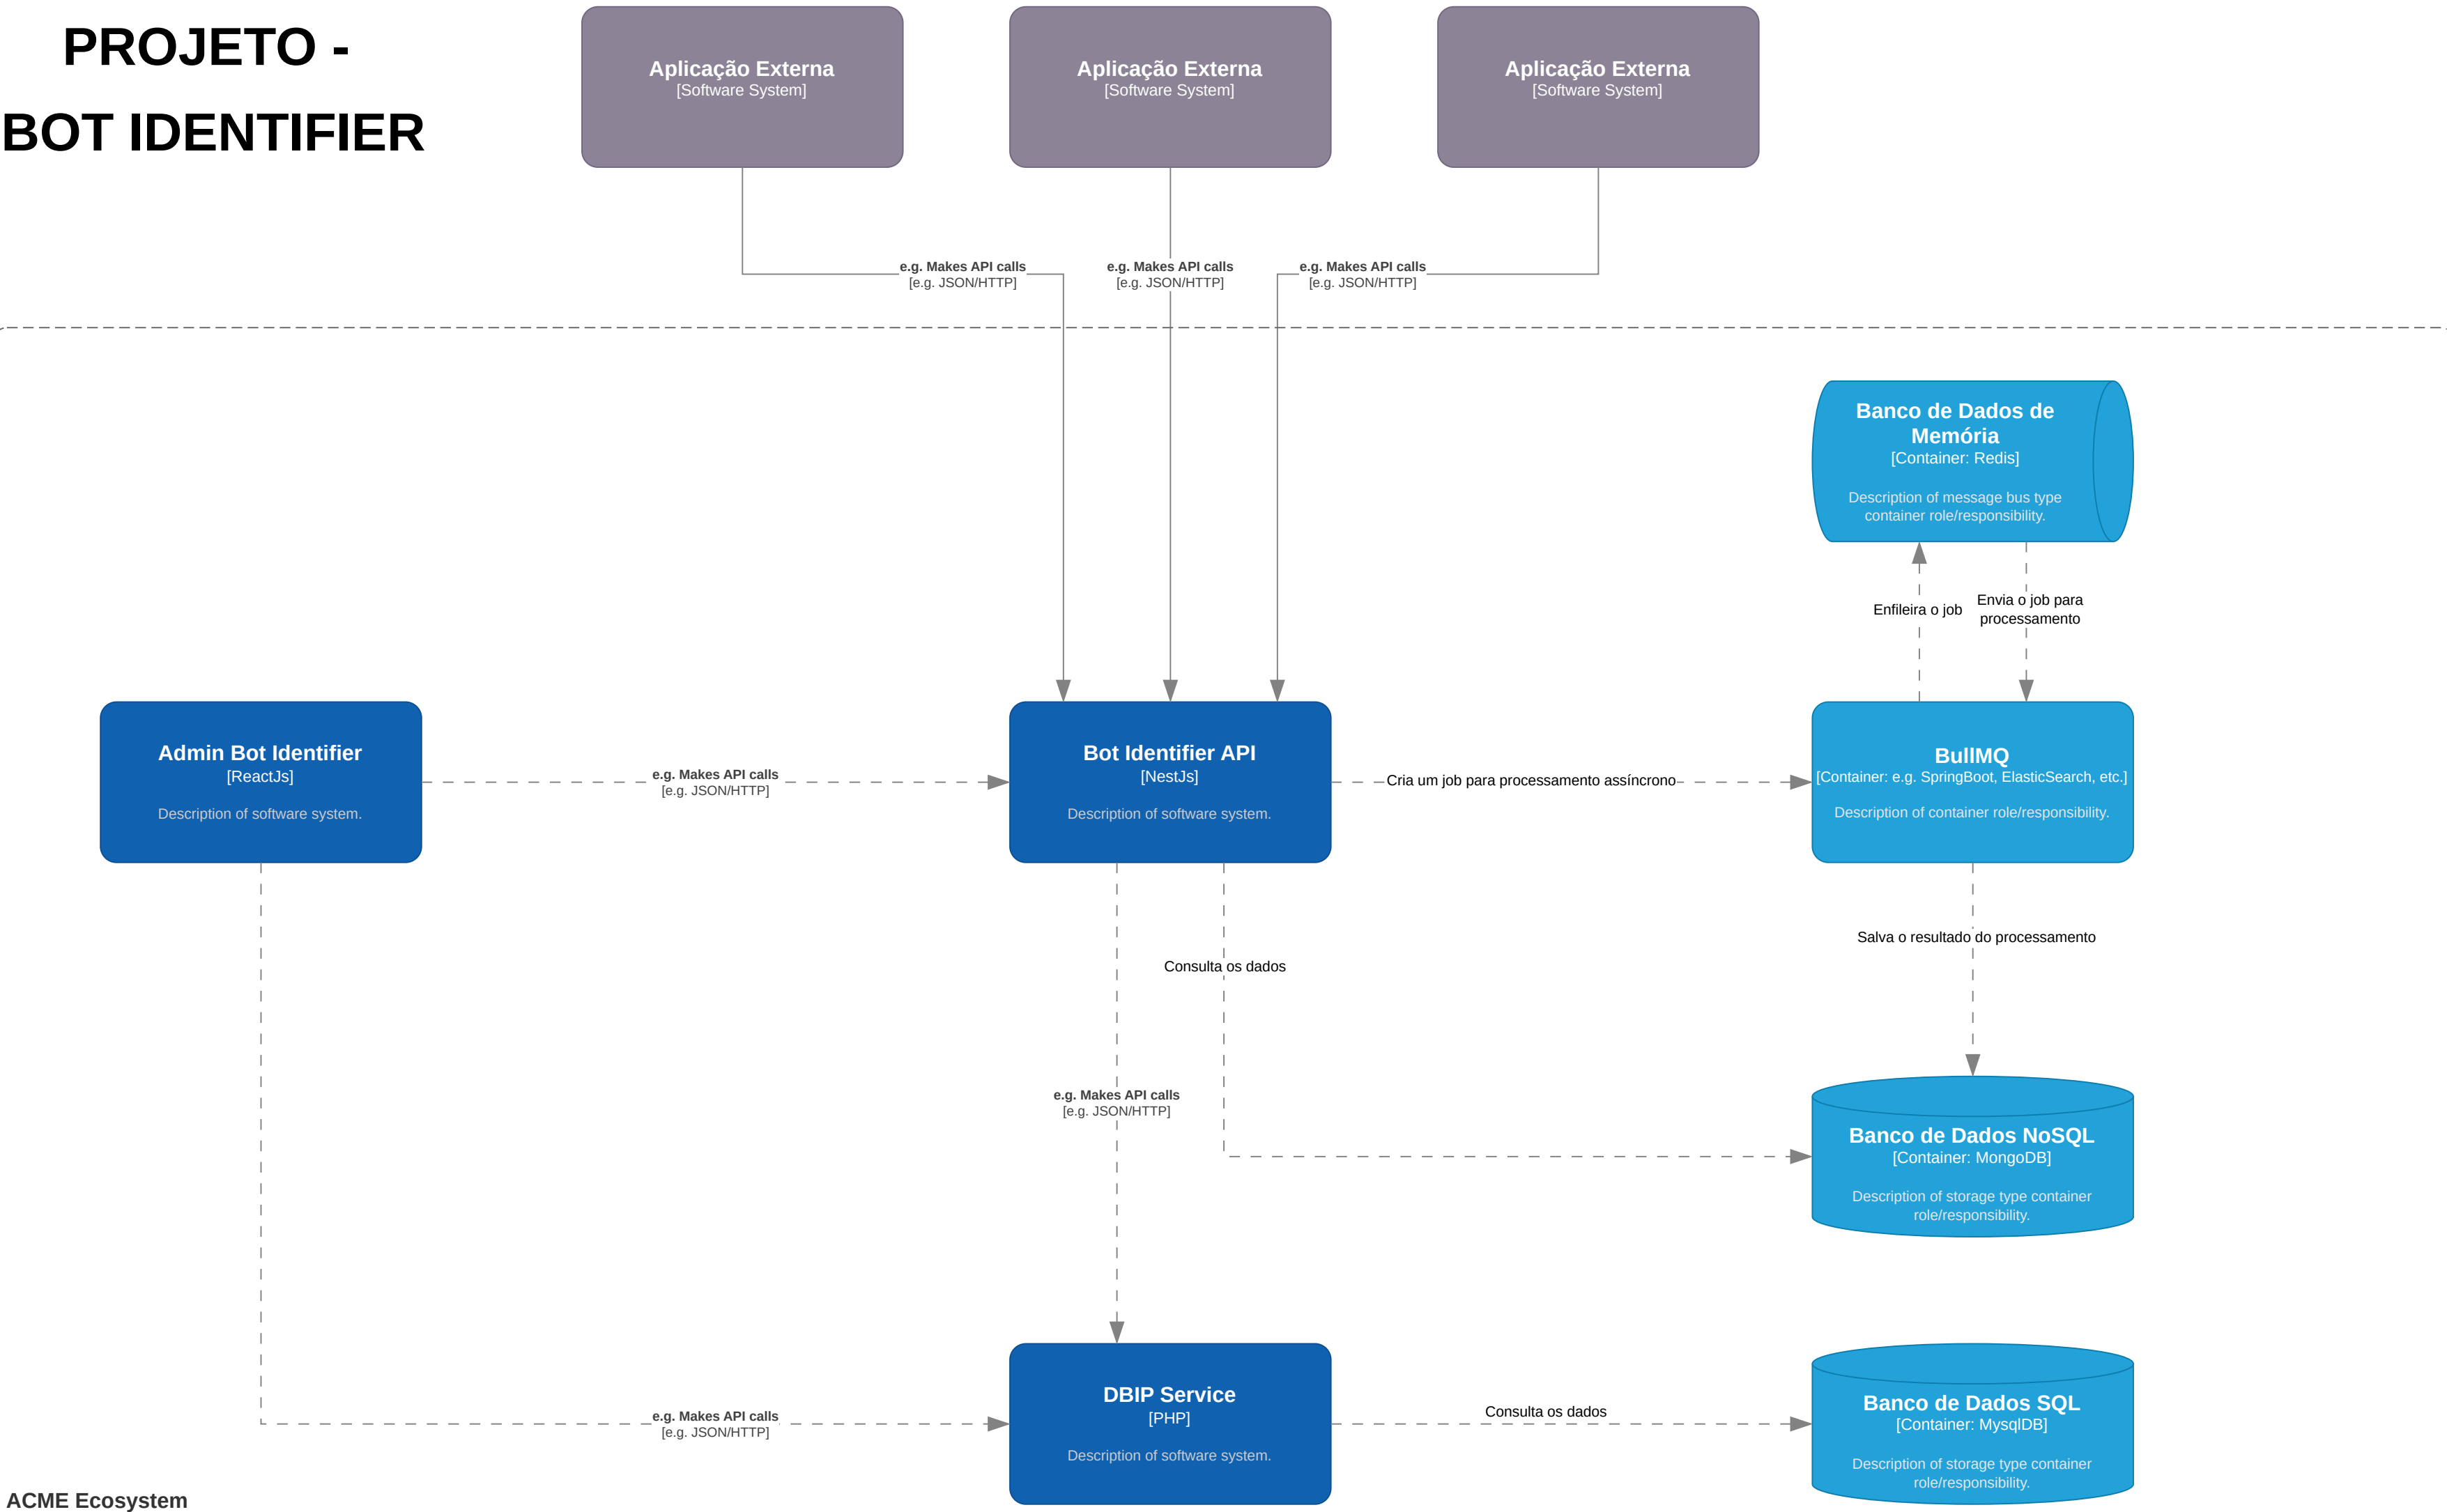 PROJETO -
BOT IDENTIFIER
Aplicação Externa
[Software System]
Aplicação Externa
[Software System]
Aplicação Externa
[Software System]
e.g. Makes API calls
[e.g. JSON/HTTP]
e.g. Makes API calls
[e.g. JSON/HTTP]
e.g. Makes API calls
[e.g. JSON/HTTP]
Banco de Dados de
Memória
[Container: Redis]
Description of message bus type
container role/responsibility.
Enfileira o job
Envia o job para
processamento
Admin Bot Identifier
[ReactJs]
Description of software system.
e.g. Makes API calls
[e.g. JSON/HTTP]
Bot Identifier API
[NestJs]
Description of software system.
Cria um job para processamento assíncrono
BullMQ
[Container: e.g. SpringBoot, ElasticSearch, etc.]
Description of container role/responsibility.
Salva o resultado do processamento
Consulta os dados
e.g. Makes API calls
[e.g. JSON/HTTP]
Banco de Dados NoSQL
[Container: MongoDB]
Description of storage type container
role/responsibility.
e.g. Makes API calls
[e.g. JSON/HTTP]
DBIP Service
[PHP]
Description of software system.
Consulta os dados
Banco de Dados SQL
[Container: MysqlDB]
Description of storage type container
role/responsibility.
ACME Ecosystem